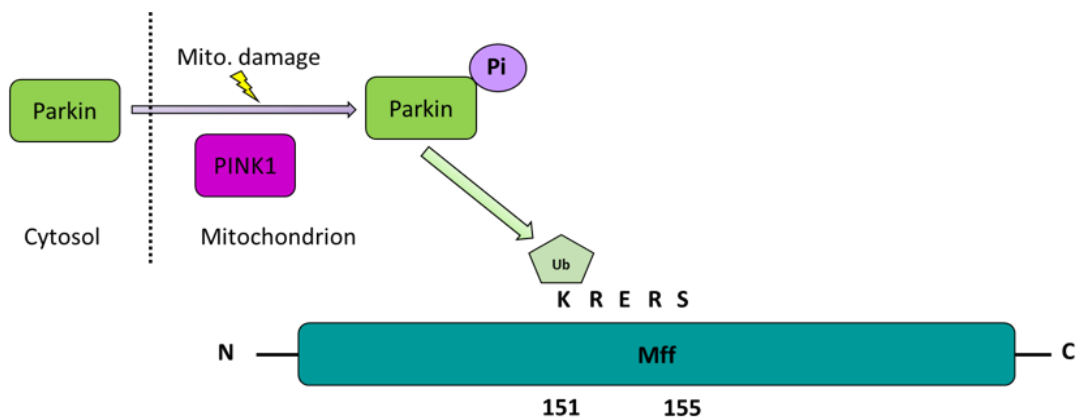 Mito. damage
Pi
Parkin
Parkin
PINK1
Cytosol
Mitochondrion
Ub
K R E R S
N
Mff
C
151
155